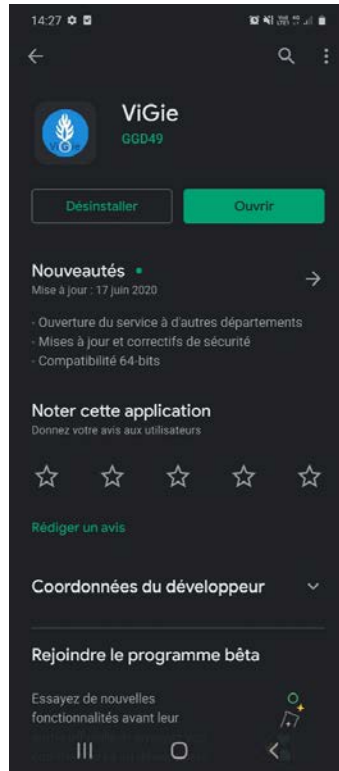 14:27
ViGie
ViGie
GGD49
Désinstaller
Ouvrir
Nouveautés
Mise à jour : 17 juin 2020
- Ouverture du service à d'autres départements
- Mises à jour et correctifs de sécurité
- Compatibilité 64-bits
Noter cette application
Donnez votre avis aux utilisateurs
Rédiger un avis
Coordonnées du développeur
Rejoindre le programme bêta
Essayez de nouvelles
fonctionnalités avant leur